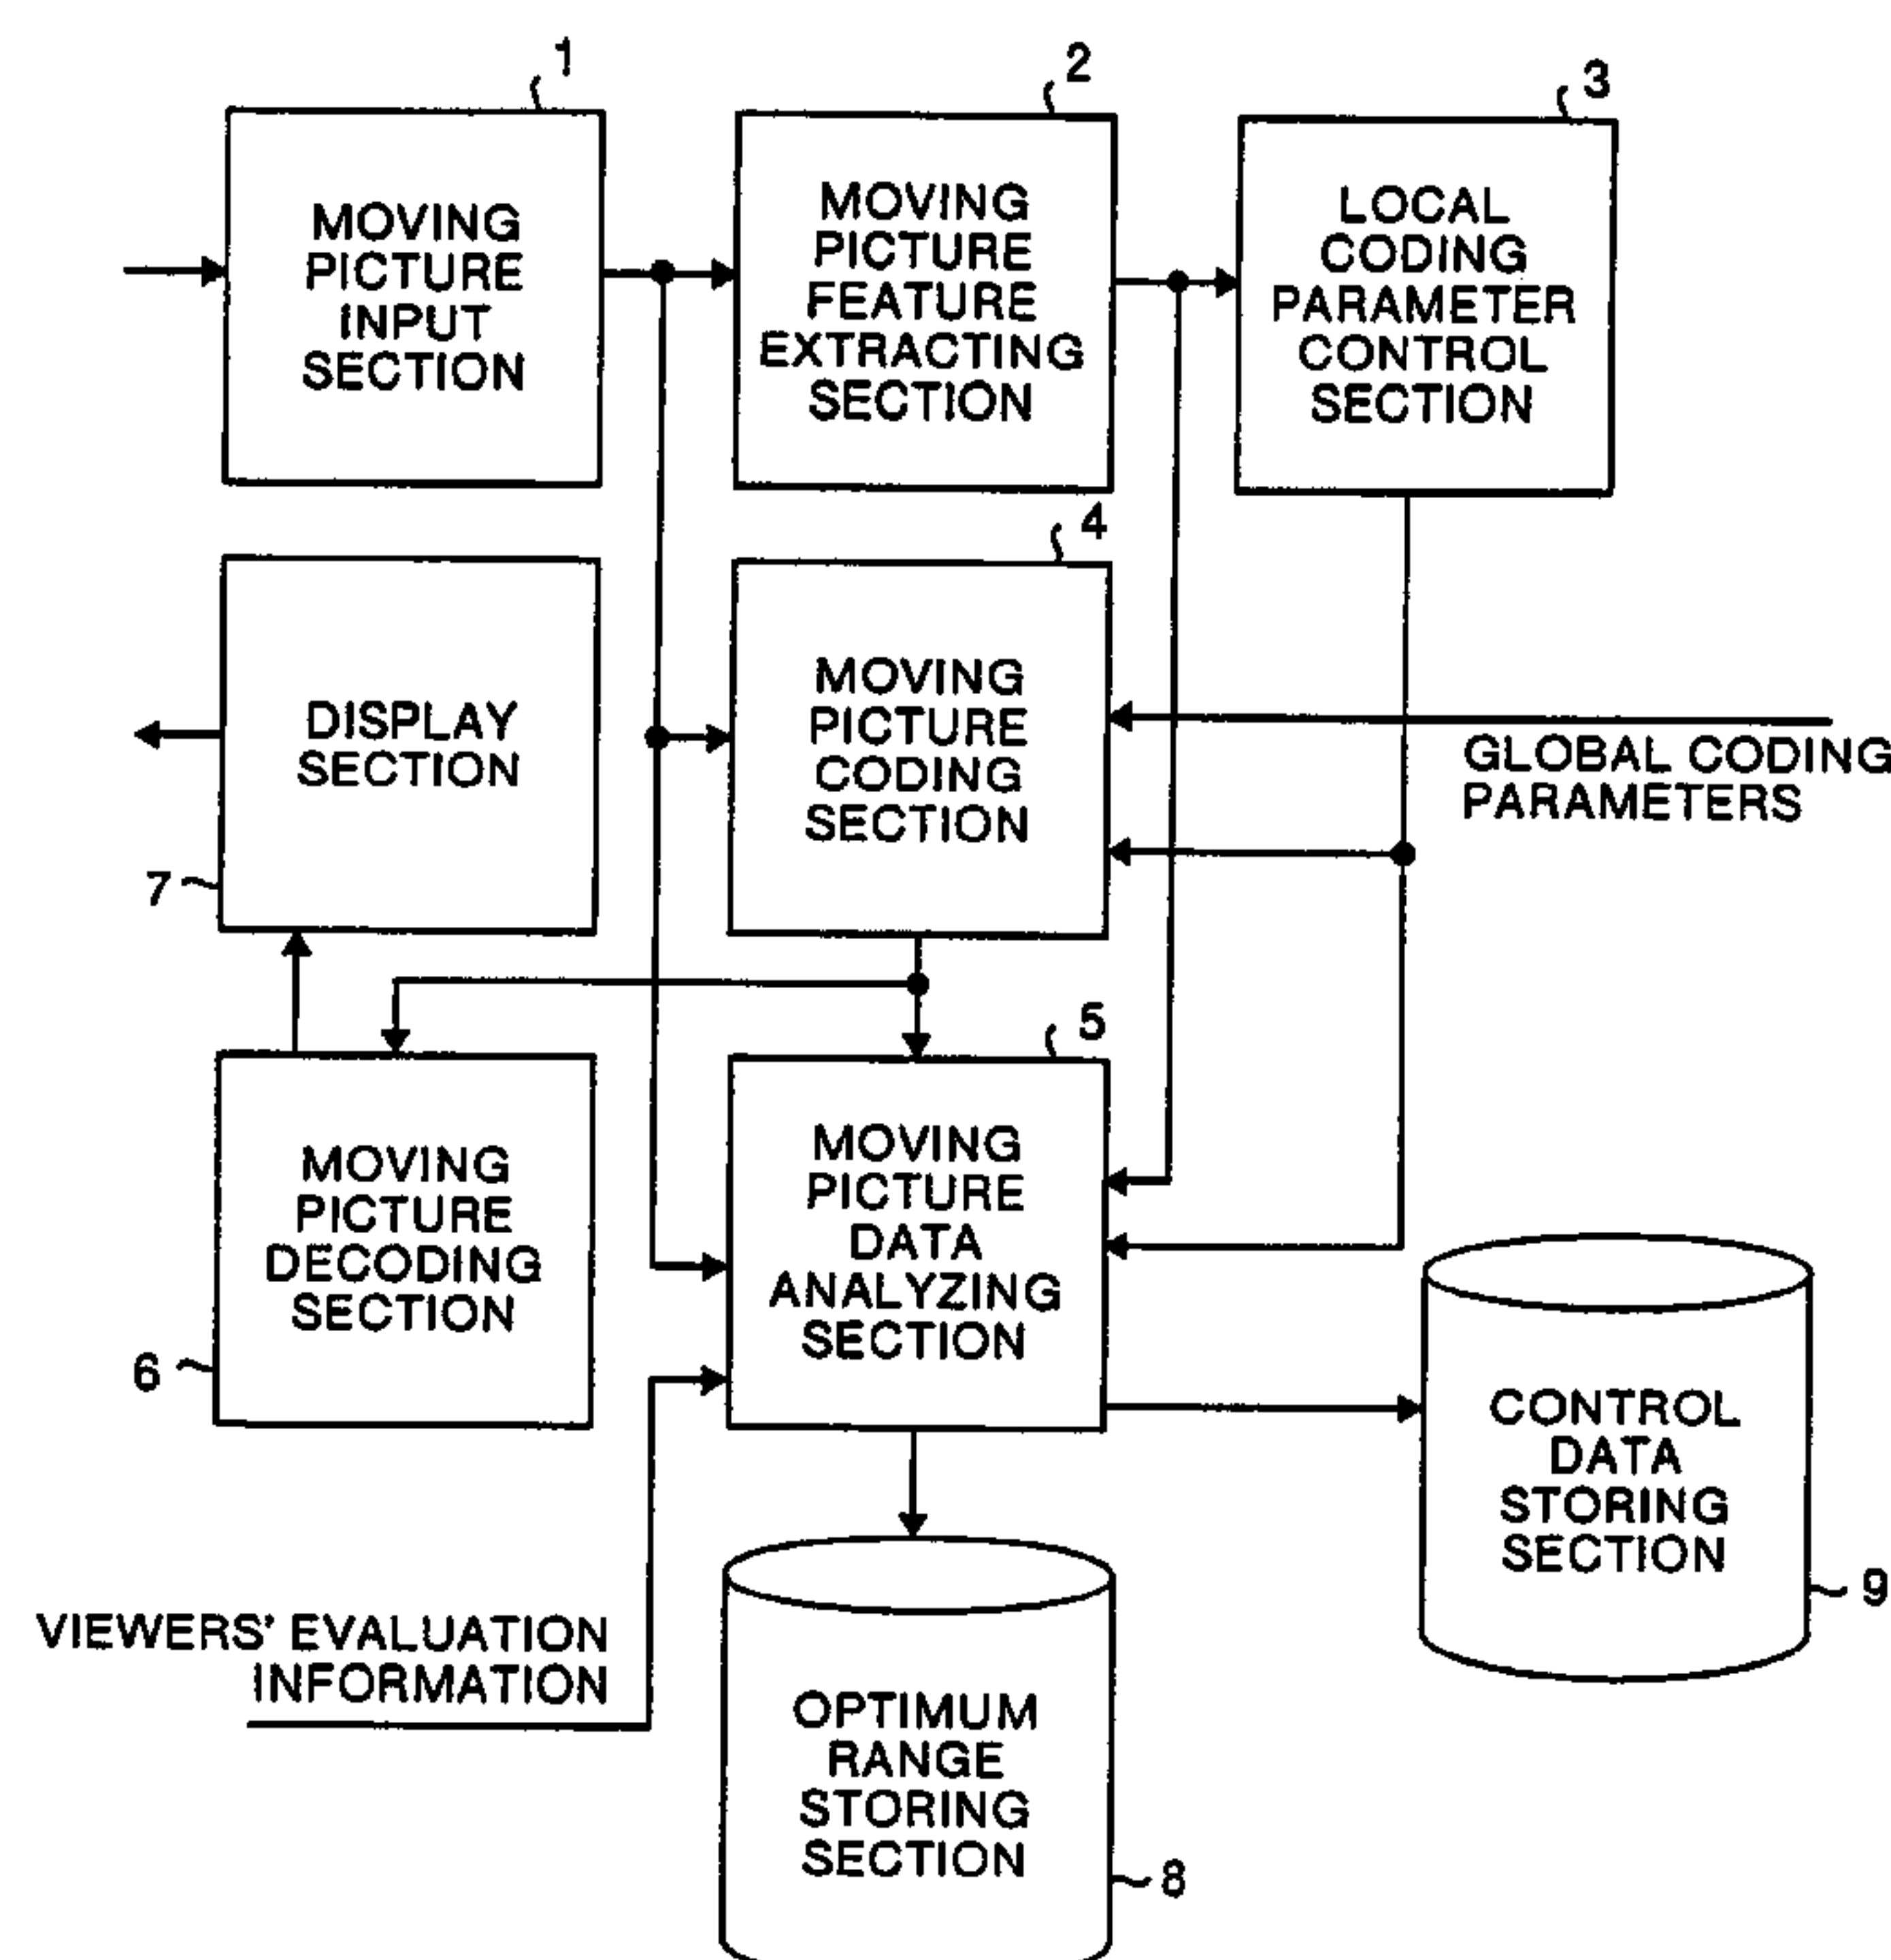 1
MOVING
PICTURE
INPUT
SECTION
2
MOVING
PICTURE
FEATURE
EXTRACTING
SECTION
3
LOCAL
CODING
PARAMETER
CONTROL
SECTION
7
DISPLAY
SECTION
4
MOVING
PICTURE
CODING
SECTION
GLOBAL CODING
PARAMETERS
6
MOVING
PICTURE
DECODING
SECTION
5
MOVING
PICTURE
DATA
ANALYZING
SECTION
CONTROL
DATA
STORING
SECTION
9
VIEWERS' EVALUATION
INFORMATION
OPTIMUM
RANGE
STORING
SECTION
8